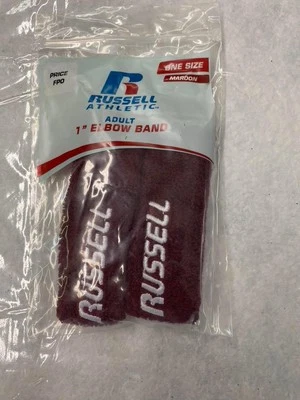 PRICE
FPO
ONE SIZE
MAROON
R
RUSSELL
ATHLETIC
ADULT
1" ELBOW BAND
RUSSELL
RUSSELL